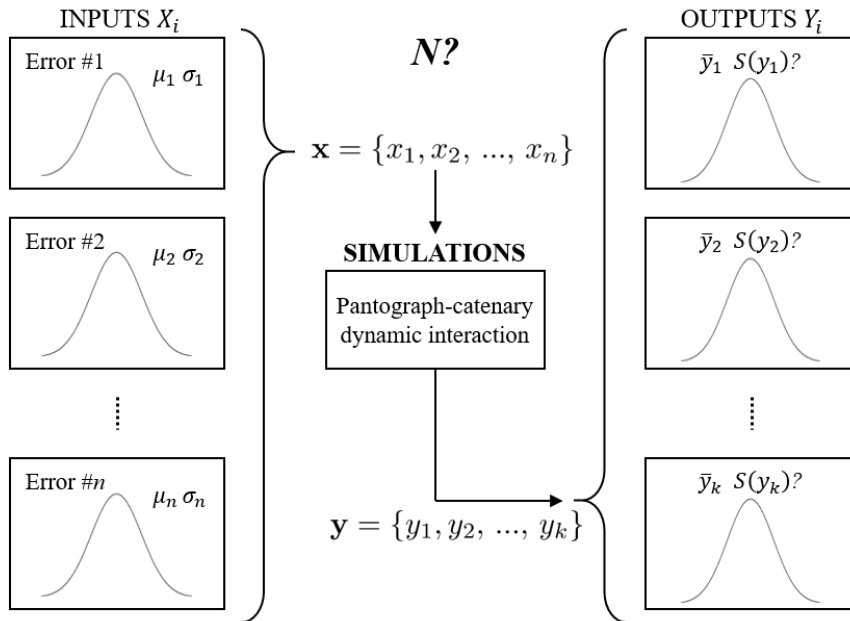 INPUTS Xᵢ
Error #1
μ₁ σ₁
Error #2
μ₂ σ₂
Error #n
μₙ σₙ
N?
x = {x₁, x₂, ..., xₙ}
SIMULATIONS
Pantograph-catenary
dynamic interaction
y = {y₁, y₂, ..., yₖ}
OUTPUTS Yᵢ
ȳ₁ S(y₁)?
ȳ₂ S(y₂)?
ȳₖ S(yₖ)?